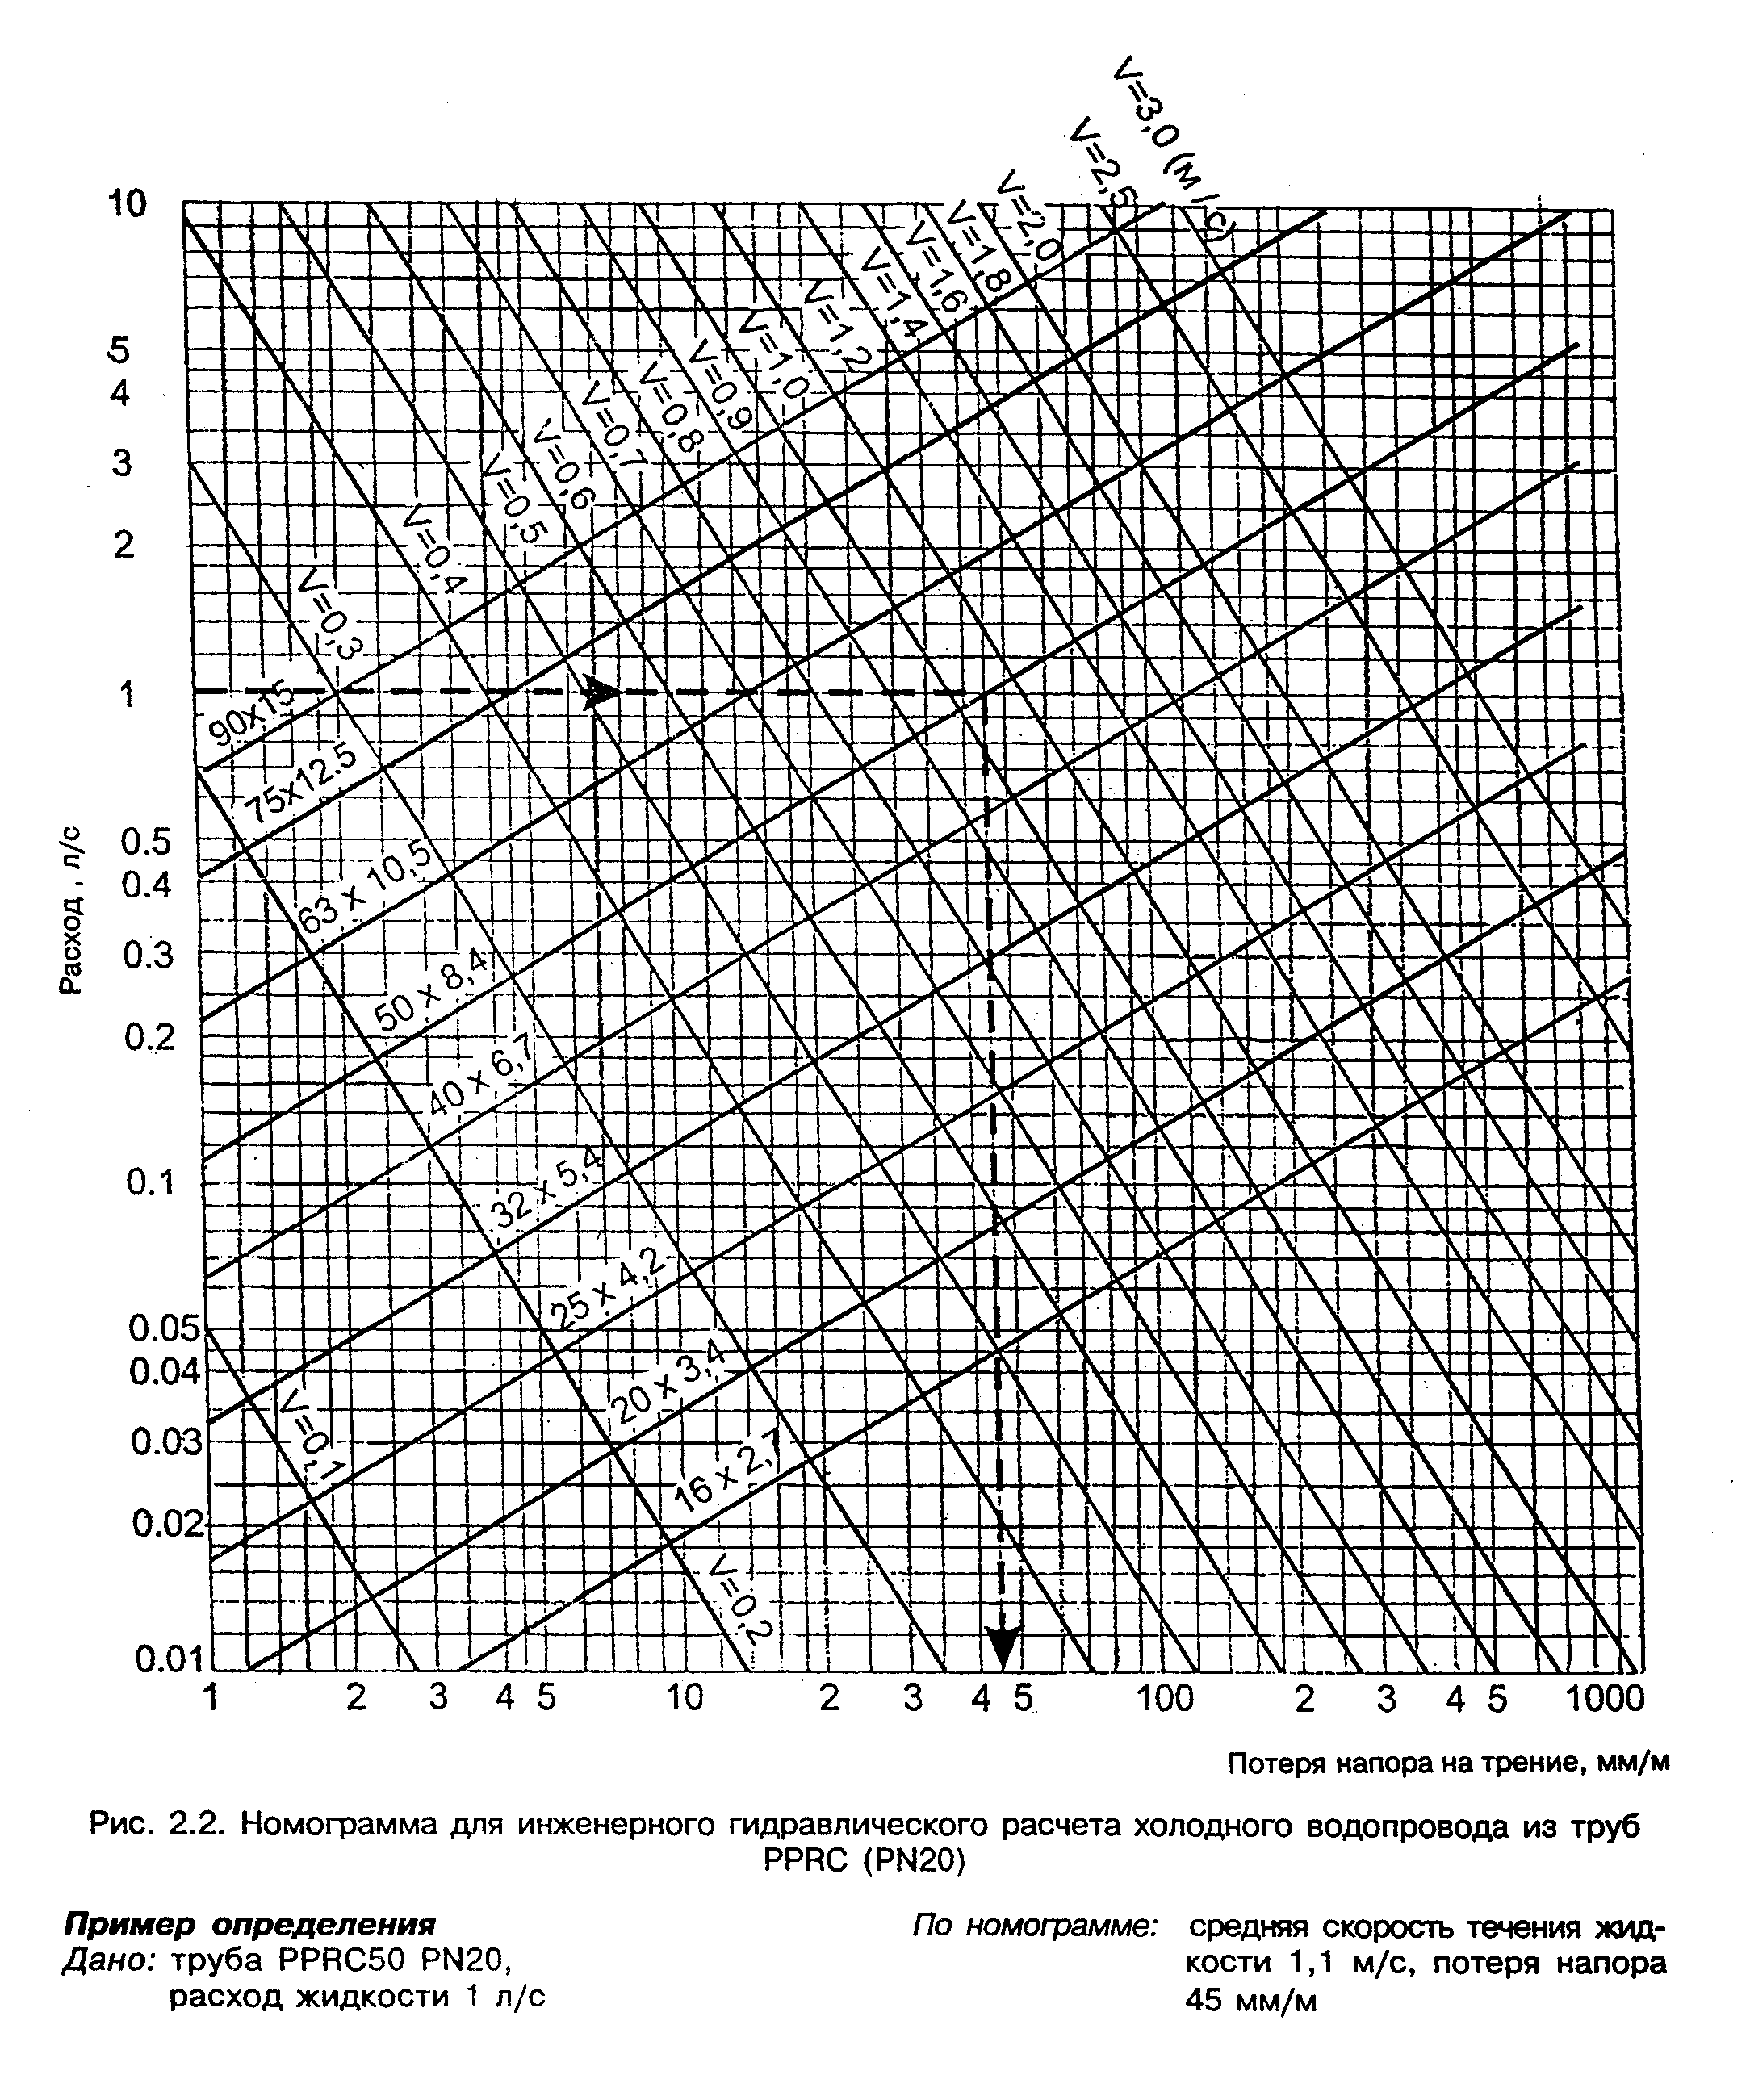 V=3,0 (м/с)
V=2,5
V=2,0
V=1,8
V=1,6
V=1,4
V=1,2
V=1,0
V=0,9
V=0,8
V=0,7
V=0,6
V=0,5
V=0,4
V=0,3
V=0,1
V=0,2
10
5
4
3
2
1
0.5
0.4
0.3
0.2
0.1
0.05
0.04
0.03
0.02
0.01
Расход, л/с
90x15
75x12.5
63 x 10,5
50 x 8,4
40 x 6,7
32 x 5,4
25 x 4,2
20 x 3,4
16 x 2,7
1 2 3 4 5 10 2 3 4 5 100 2 3 4 5 1000
Потеря напора на трение, мм/м
Рис. 2.2. Номограмма для инженерного гидравлического расчета холодного водопровода из труб
PPRC (PN20)
Пример определения
Дано: труба PPRC50 PN20,
расход жидкости 1 л/с
По номограмме: средняя скорость течения жид-
кости 1,1 м/с, потеря напора
45 мм/м